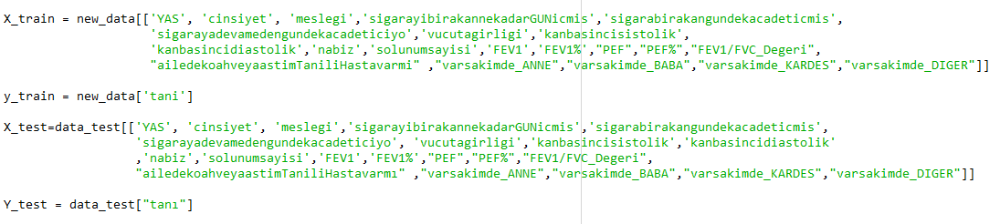 X_train = new_data[['YAS', 'cinsiyet', 'meslegi','sigarayibirakannekadarGUNicmis','sigarabirakangundekacadeticmis',
'sigarayadevamedengundekacadeticiyo','vucutagirligi','kanbasincisistolik',
'kanbasincidiastolik','nabiz','solunumsayisi','FEV1','FEV1%',"PEF","PEF%","FEV1/FVC_Degeri",
"ailedekoahveyaastimTaniliHastavarmi" ,"varsakimde_ANNE","varsakimde_BABA","varsakimde_KARDES","varsakimde_DIGER"]]
y_train = new_data['tani']
X_test=data_test[['YAS', 'cinsiyet', 'meslegi','sigarayibirakannekadarGUNicmis','sigarabirakangundekacadeticmis',
'sigarayadevamedengundekacadeticiyo, 'vucutagirligi','kanbasincisistolik','kanbasincidiastolik'
,'nabiz','solunumsayisi','FEV1','FEV1%',"PEF","PEF%","FEV1/FVC_Degeri",
"ailedekoahveyaastimTaniliHastavarmı" ,"varsakimde_ANNE","varsakimde_BABA","varsakimde_KARDES","varsakimde_DIGER"]]
Y_test = data_test["tanı"]